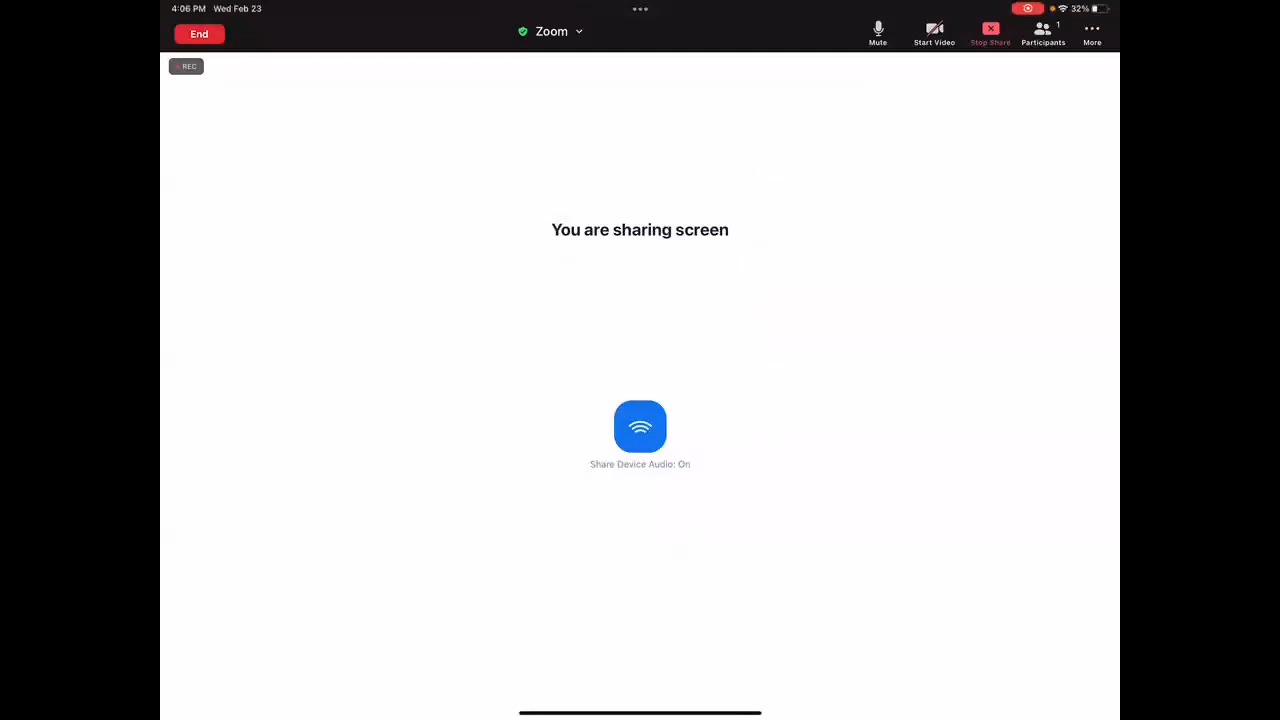 4:06 PM Wed Feb 23
32%
End
Zoom
Mute
Start Video
Stop Share
1
Participants
More
REC
You are sharing screen
Share Device Audio: On